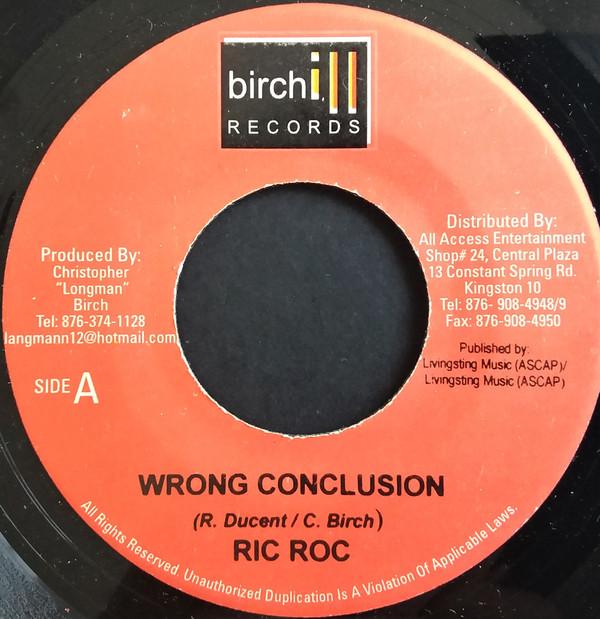 birchill
RECORDS
Produced By:
Christopher
"Longman"
Birch
Tel: 876-374-1128
langmann12@hotmail.com
SIDE A
Distributed By:
All Access Entertainment
Shop# 24, Central Plaza
13 Constant Spring Rd.
Kingston 10
Tel: 876- 908-4948/9
Fax: 876-908-4950
Published by:
Livingsting Music (ASCAP)/
Livingsting Music (ASCAP)
WRONG CONCLUSION
(R. Ducent / C. Birch)
RIC ROC
All Rights Reserved. Unauthorized Duplication Is A Violation Of Applicable Laws.